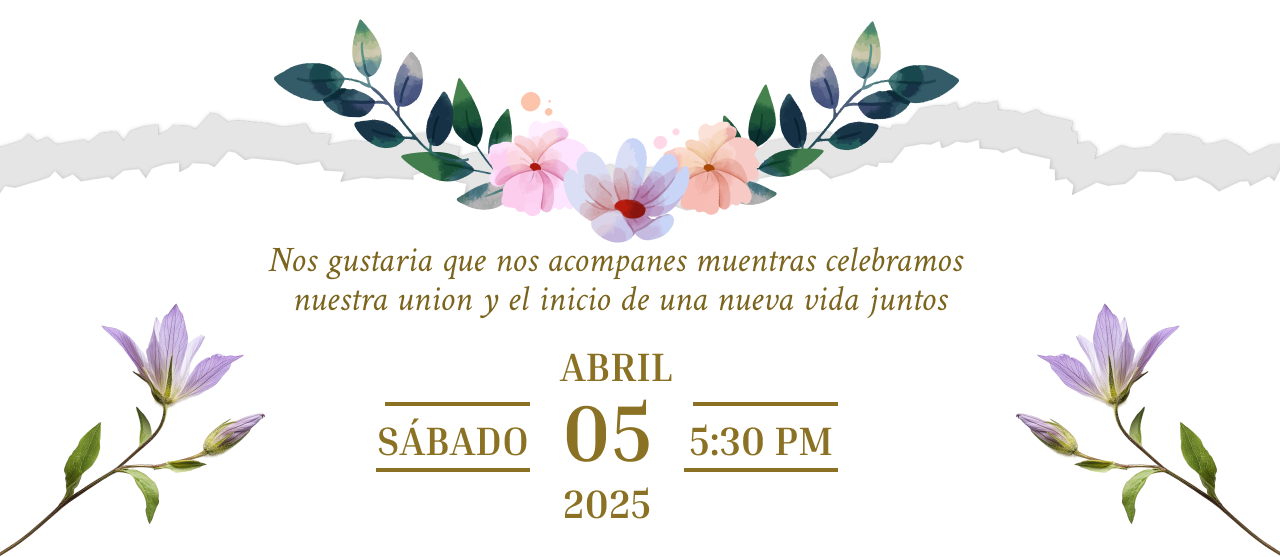 Nos gustaria que nos acompanes muentras celebramos
nuestra union y el inicio de una nueva vida juntos
ABRIL
SÁBADO 05 5:30 PM
2025